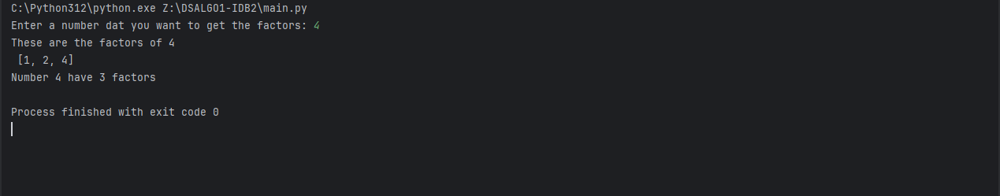 C:\Python312\python.exe Z:\DSALGO1-IDB2\main.py
Enter a number dat you want to get the factors: 4
These are the factors of 4
 [1, 2, 4]
Number 4 have 3 factors
Process finished with exit code 0